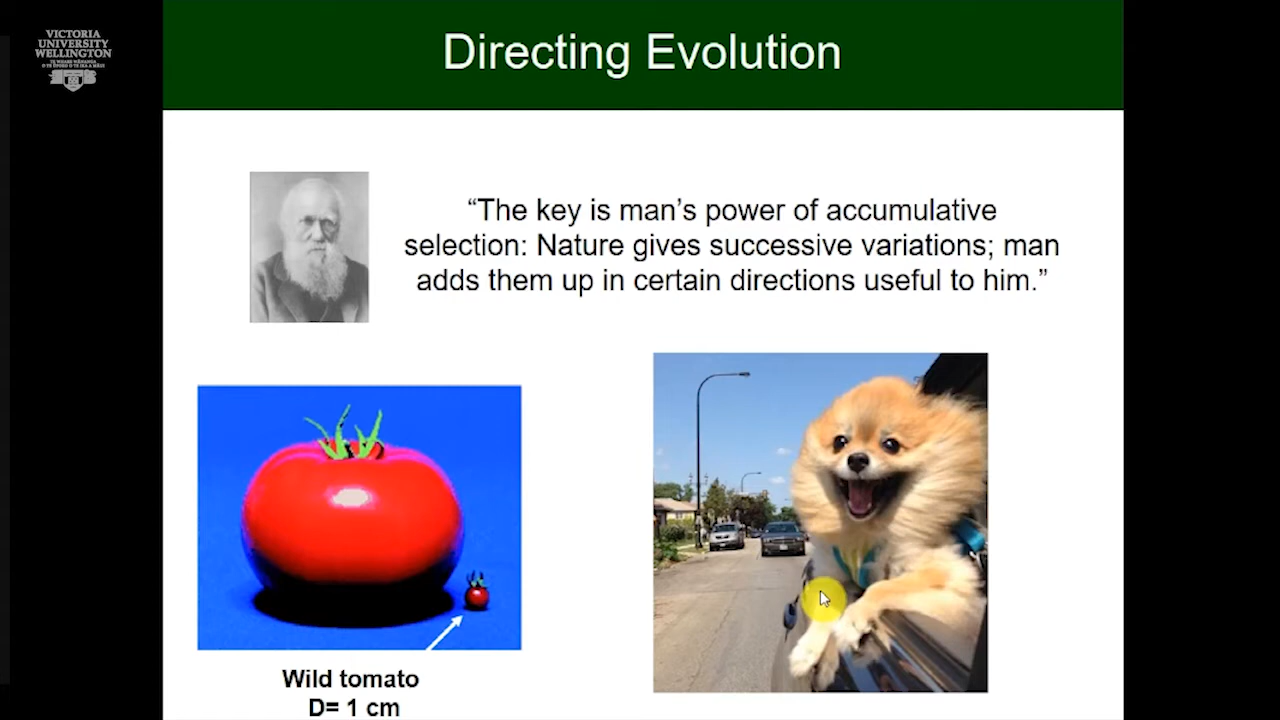 VICTORIA
UNIVERSITY
WELLINGTON
Directing Evolution
“The key is man’s power of accumulative
selection: Nature gives successive variations; man
adds them up in certain directions useful to him.”
Wild tomato
D= 1 cm